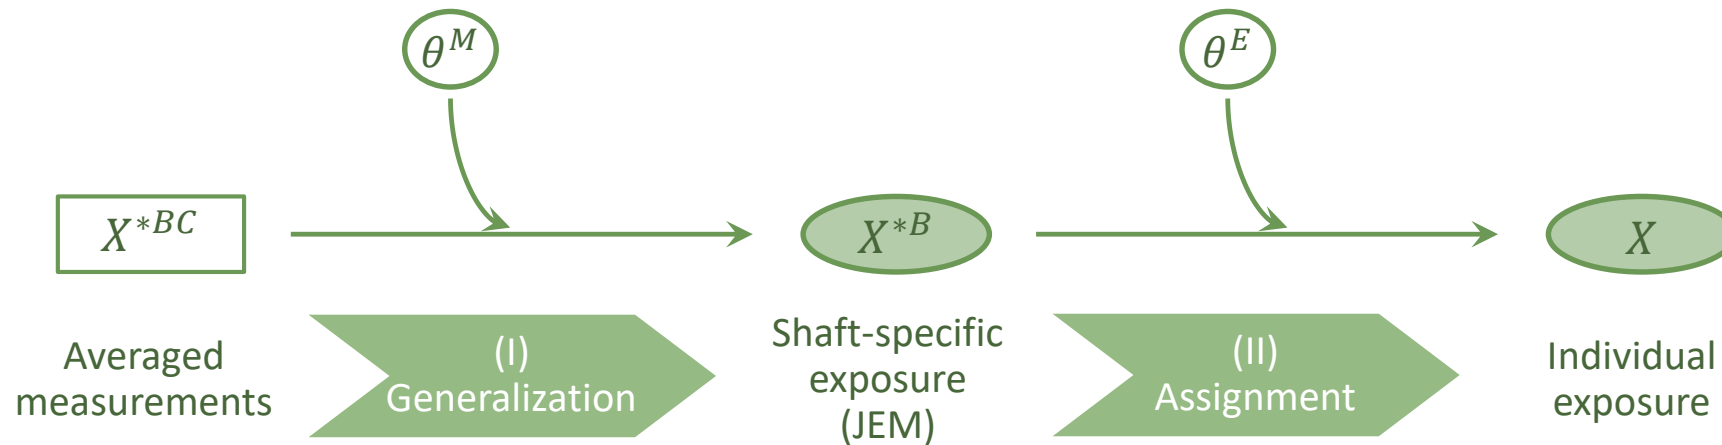 θ^M
θ^E
X^{*BC}
X^{*B}
X
Averaged
measurements
(I)
Generalization
Shaft-specific
exposure
(JEM)
(II)
Assignment
Individual
exposure